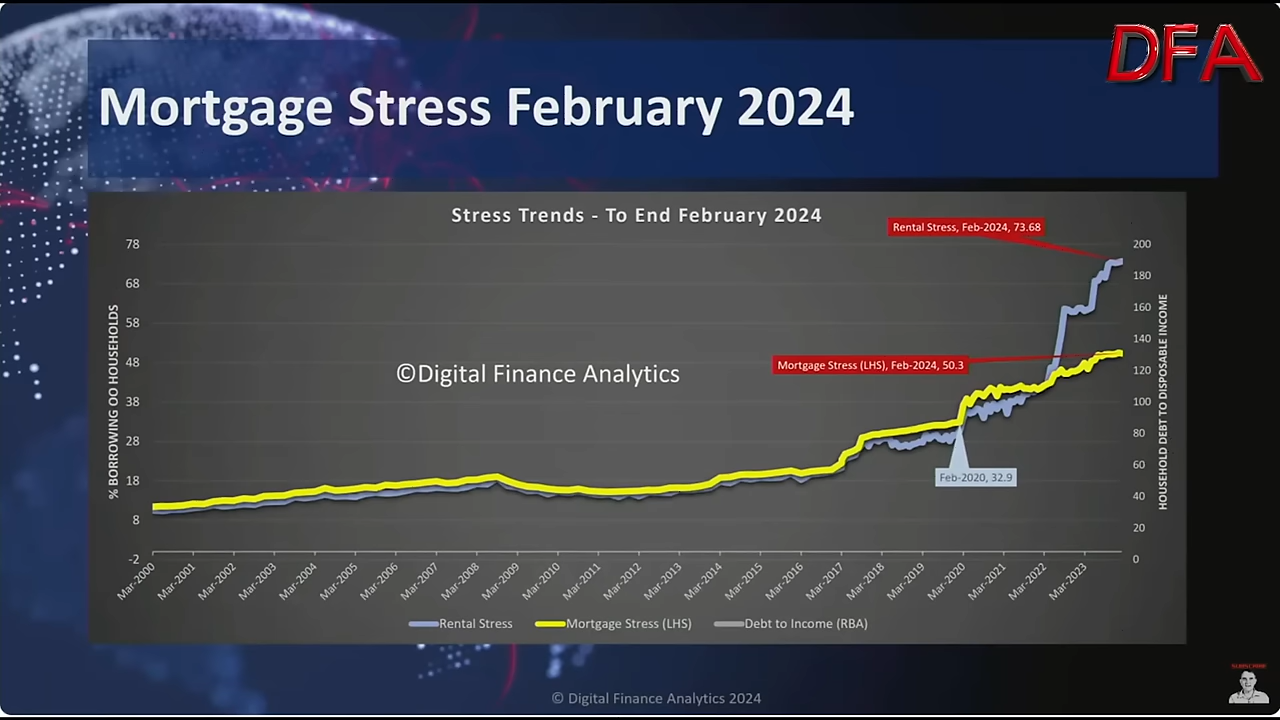 DFA
Mortgage Stress February 2024
Stress Trends - To End February 2024
Rental Stress, Feb-2024, 73.68
78
68
58
48
38
28
18
8
-2
% BORROWING OO HOUSEHOLDS
200
180
160
140
120
100
80
60
40
20
0
HOUSEHOLD DEBT TO DISPOSABLE INCOME
©Digital Finance Analytics
Mortgage Stress (LHS), Feb-2024, 50.3
Feb-2020, 32.9
Mar-2000
Mar-2001
Mar-2002
Mar-2003
Mar-2004
Mar-2005
Mar-2006
Mar-2007
Mar-2008
Mar-2009
Mar-2010
Mar-2011
Mar-2012
Mar-2013
Mar-2014
Mar-2015
Mar-2016
Mar-2017
Mar-2018
Mar-2019
Mar-2020
Mar-2021
Mar-2022
Mar-2023
Rental Stress
Mortgage Stress (LHS)
Debt to Income (RBA)
SUBSCRIBE
© Digital Finance Analytics 2024